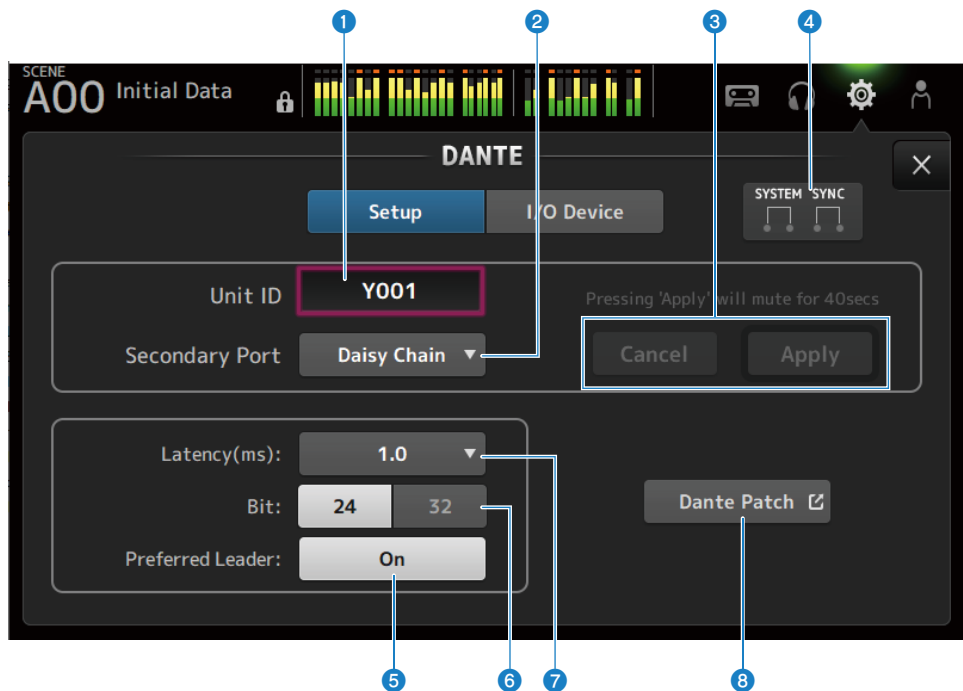 1 2 3 4
SCENE
A00 Initial Data
DANTE
Setup I/O Device
SYSTEM SYNC
Unit ID Y001
Pressing 'Apply' will mute for 40secs
Secondary Port Daisy Chain
Cancel Apply
Latency(ms): 1.0
Bit: 24 32
Dante Patch
Preferred Leader: On
5 6 7 8